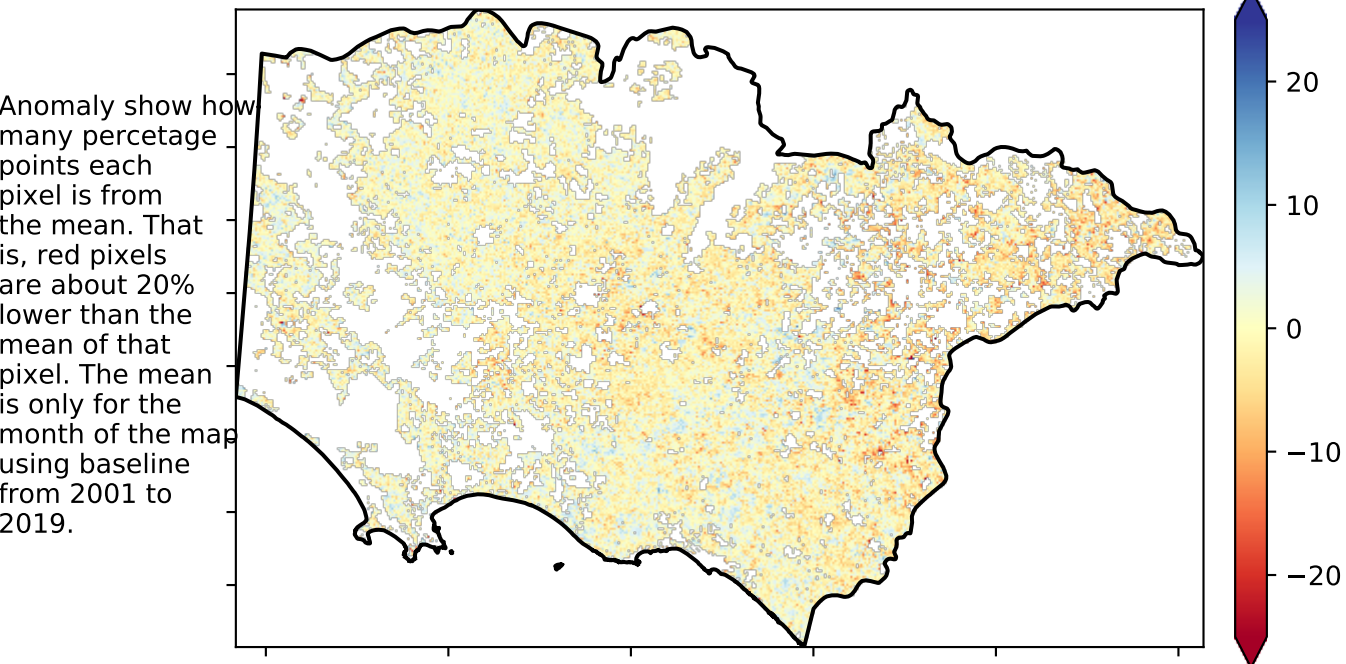 Anomaly show how
many percetage
points each
pixel is from
the mean. That
is, red pixels
are about 20%
lower than the
mean of that
pixel. The mean
is only for the
month of the map
using baseline
from 2001 to
2019.
20
10
0
−10
−20